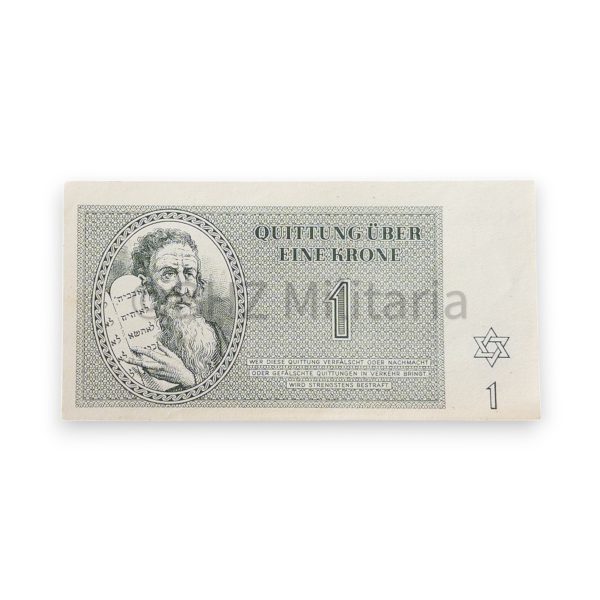 QUITTUNG ÜBER
EINE KRONE
1
WER DIESE QUITTUNG VERFÄLSCHT ODER NACHMACHT
ODER GEFÄLSCHTE QUITTUNGEN IN VERKEHR BRINGT,
WIRD STRENGSTENS BESTRAFT
1
Z Militaria